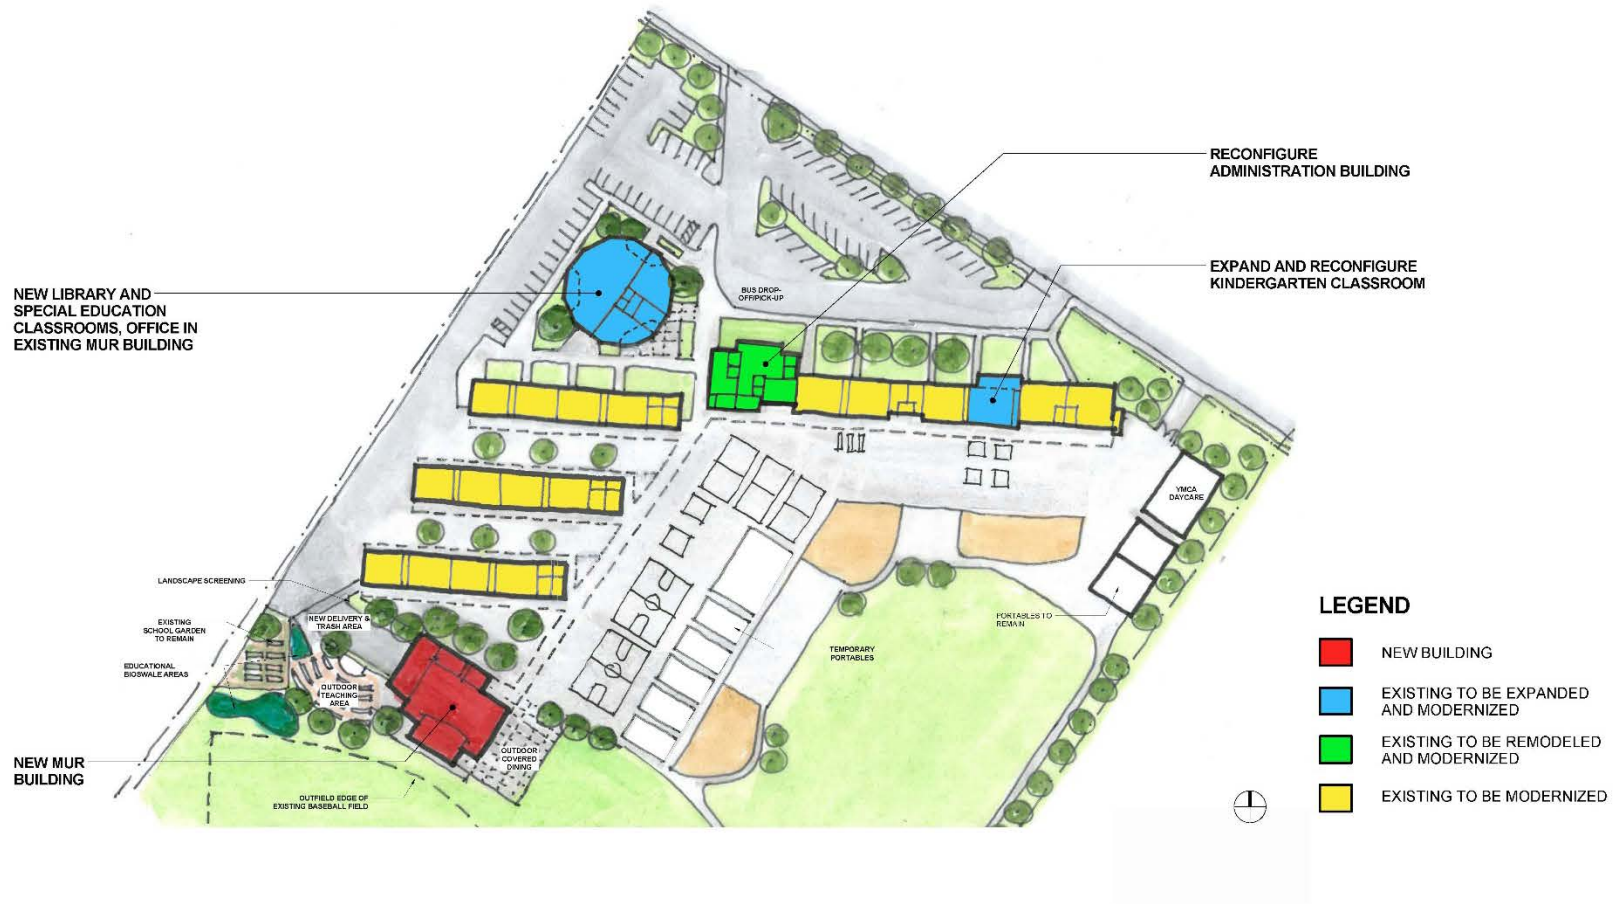 RECONFIGURE
ADMINISTRATION BUILDING
EXPAND AND RECONFIGURE
KINDERGARTEN CLASSROOM
NEW LIBRARY AND
SPECIAL EDUCATION
CLASSROOMS, OFFICE IN
EXISTING MUR BUILDING
BUS DROP-
OFF/PICK-UP
YMCA
DAYCARE
LANDSCAPE SCREENING
NEW DELIVERY &
TRASH AREA
EXISTING
SCHOOL GARDEN
TO REMAIN
EDUCATIONAL
BIOSWALE AREAS
OUTDOOR
TEACHING
AREA
PORTABLES TO
REMAIN
TEMPORARY
PORTABLES
OUTDOOR
COVERED
DINING
NEW MUR
BUILDING
OUTFIELD EDGE OF
EXISTING BASEBALL FIELD
LEGEND
NEW BUILDING
EXISTING TO BE EXPANDED
AND MODERNIZED
EXISTING TO BE REMODELED
AND MODERNIZED
EXISTING TO BE MODERNIZED